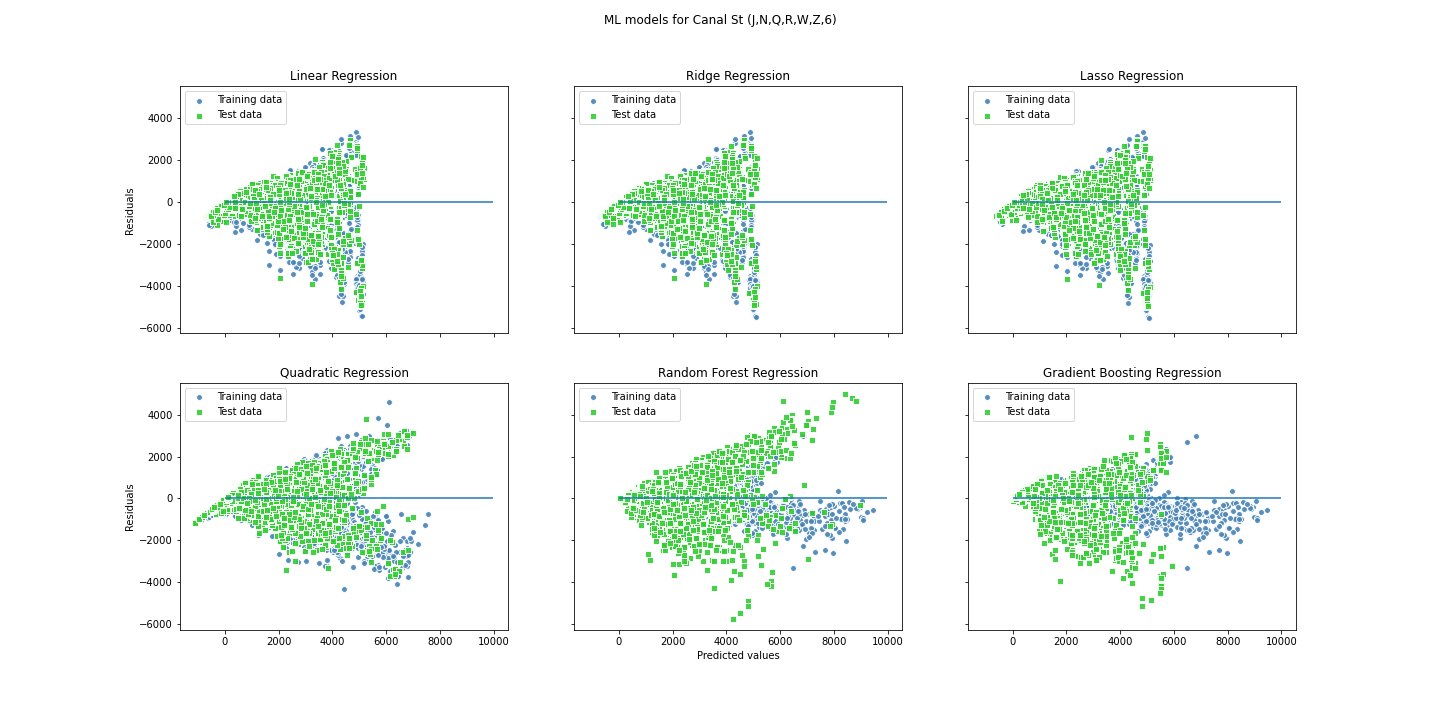 ML models for Canal St (J,N,Q,R,W,Z,6)
Linear Regression
Training data
Test data
4000
2000
0
−2000
−4000
−6000
Residuals
Ridge Regression
Training data
Test data
Lasso Regression
Training data
Test data
Quadratic Regression
Training data
Test data
4000
2000
0
−2000
−4000
−6000
Residuals
0 2000 4000 6000 8000 10000
Random Forest Regression
Training data
Test data
0 2000 4000 6000 8000 10000
Predicted values
Gradient Boosting Regression
Training data
Test data
0 2000 4000 6000 8000 10000